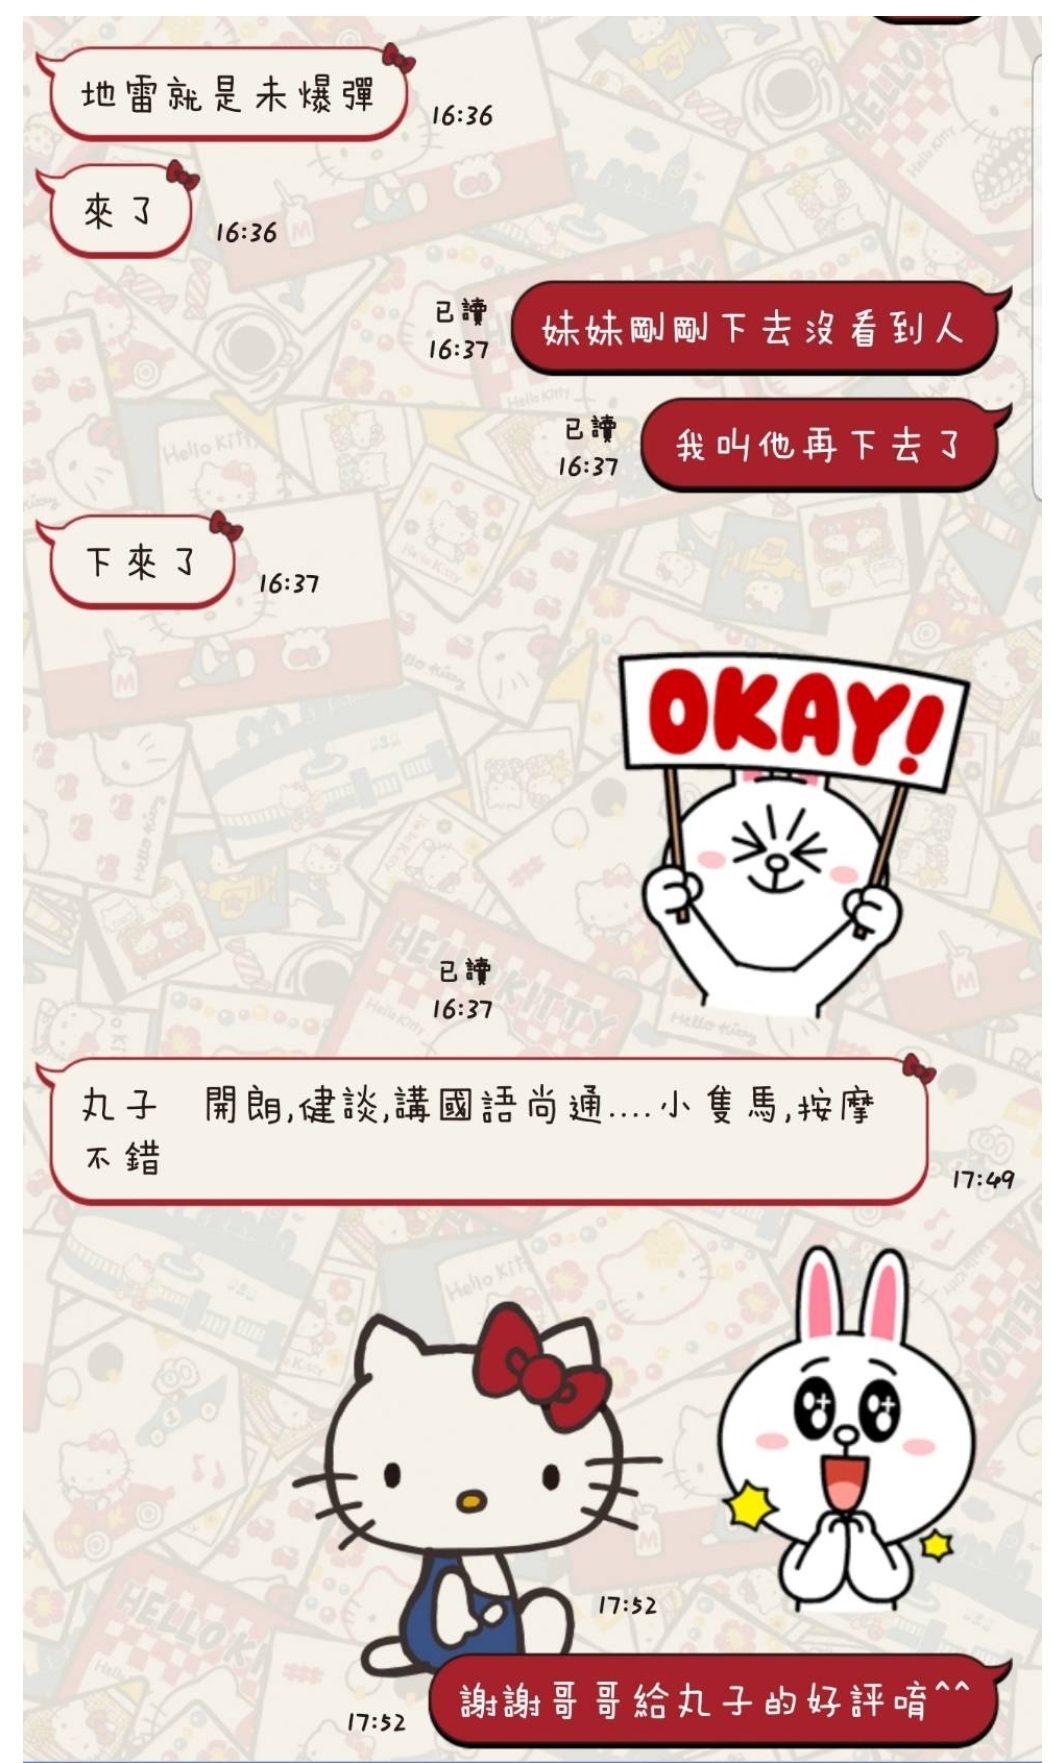 地雷就是未爆彈
16:36
來了
16:36
已讀
16:37
妹妹剛剛下去沒看到人
已讀
16:37
我叫他再下去了
下來了
16:37
OKAY!
已讀
16:37
丸子 開朗,健談,講國語尚通....小隻馬,按摩
不錯
17:49
17:52
謝謝哥哥給丸子的好評唷^^
17:52